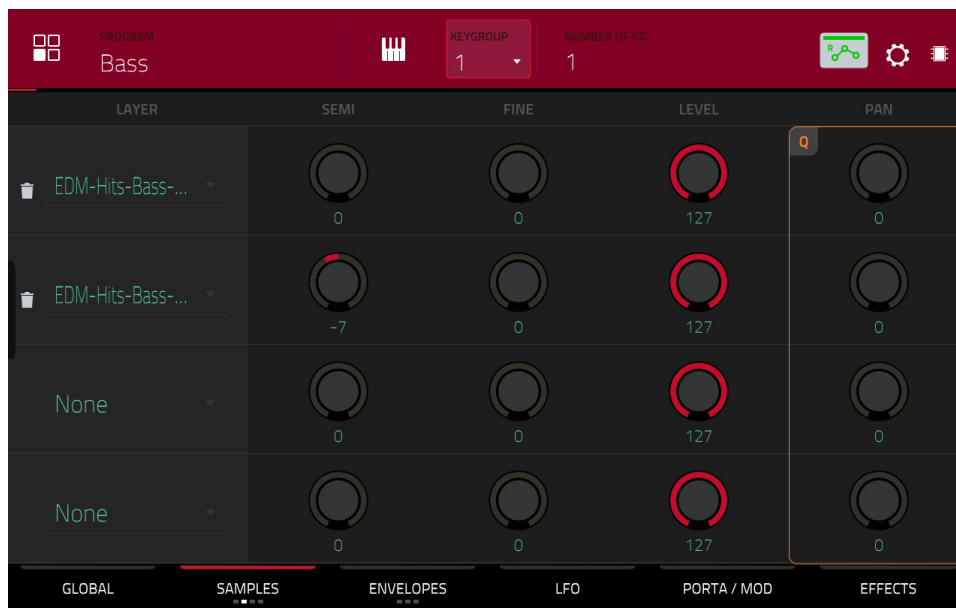 PROGRAM
Bass
KEYGROUP
1
NUMBER OF KG
1
R
LAYER SEMI FINE LEVEL PAN
Q
EDM-Hits-Bass-... 0 0 127 0
EDM-Hits-Bass-... -7 0 127 0
None 0 0 127 0
None 0 0 127 0
GLOBAL SAMPLES ENVELOPES LFO PORTA / MOD EFFECTS